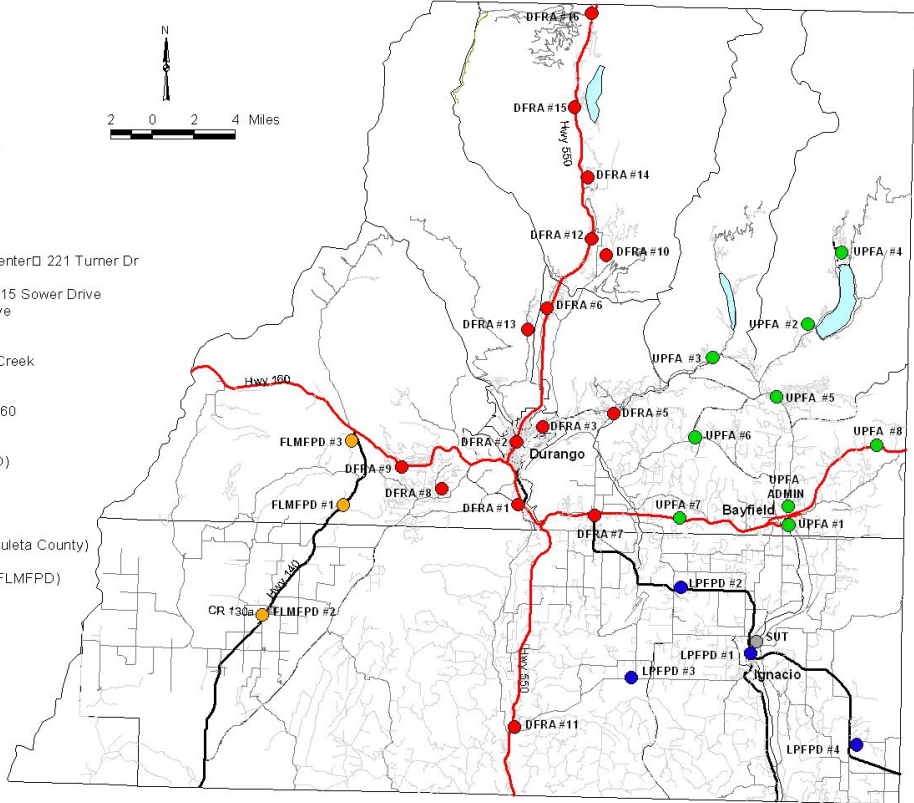 DFRA #16
N
2 0 2 4 Miles
DFRA #15
Hwy 550
DFRA #14
DFRA #12
DFRA #10
UPFA #4
enter□ 221 Turner Dr
15 Sower Drive
ve
DFRA #6
DFRA #13
UPFA #2
UPFA #3
Creek
Hwy 160
UPFA #5
60
DFRA #5
DFRA #3
UPFA #6
UPFA #8
FLMFPD #3
DFRA #2
Durango
)
DFRA #9
DFRA #8
UPFA
ADMIN
FLMFPD #1
DFRA #1
UPFA #7
Bayfield
UPFA #1
DFRA #7
uleta County)
FLMFPD)
Hwy 140
LPFPD #2
CR 130a
FLMFPD #2
SUT
LPFPD #1
Hwy 550
LPFPD #3
Ignacio
DFRA #11
LPFPD #4